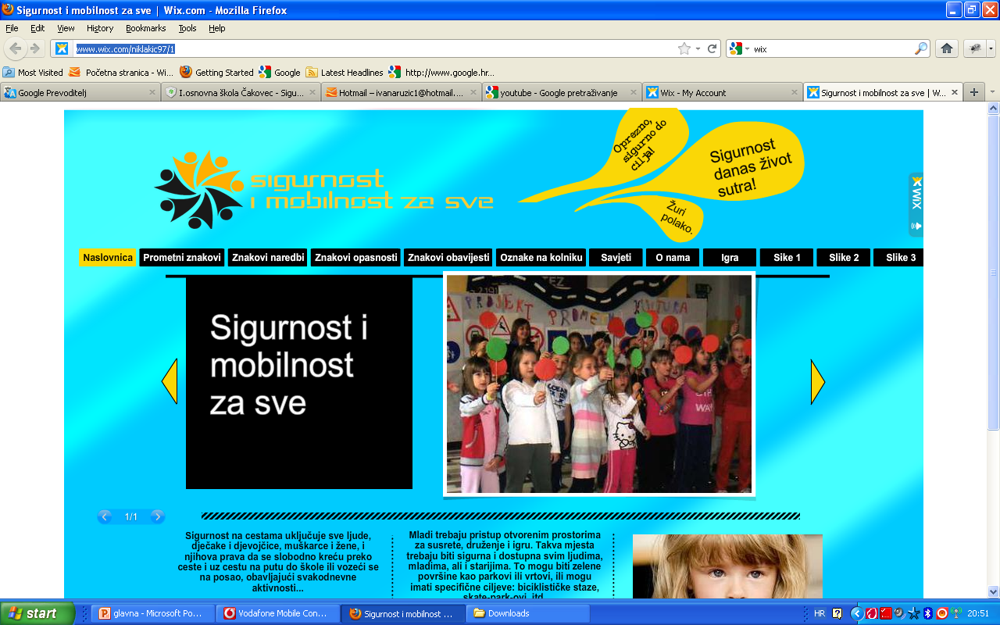 Sigurnost i mobilnost za sve | Wix.com - Mozilla Firefox
File Edit View History Bookmarks Tools Help
www.wix.com/niklakic97/1
wix
Most Visited Početna stranica - Wi... Getting Started Google Latest Headlines http://www.google.hr...
Google Prevoditelj
I.osnovna škola Čakovec - Sigu...
Hotmail – ivanaruzic1@hotmail....
youtube - Google pretraživanje
Wix - My Account
Sigurnost i mobilnost za sve | W...
sigurnost
i mobilnost za sve
Oprezno,
sigurno do
cilja!
Sigurnost
danas život
sutra!
Žuri
polako.
WIX
Naslovnica Prometni znakovi Znakovi naredbi Znakovi opasnosti Znakovi obavijesti Oznake na kolniku Savjeti O nama Igra Sike 1 Slike 2 Slike 3
Sigurnost i
mobilnost
za sve
PROJEKT PROMETNA KULTURA
1/1
Sigurnost na cestama uključuje sve ljude,
dječake i djevojčice, muškarce i žene, i
njihova prava da se slobodno kreću preko
ceste i uz cestu na putu do škole ili vozeći se
na posao, obavljajući svakodnevne
aktivnosti...
Mladi trebaju pristup otvorenim prostorima
za susrete, druženje i igru. Takva mjesta
trebaju biti sigurna i dostupna svim ljudima,
mladima, ali i starijima. To mogu biti zelene
površine kao parkovi ili vrtovi, ili mogu
imati specifične ciljeve: biciklističke staze,
skate-park-ovi, itd.
start
glavna - Microsoft Po...
Vodafone Mobile Con...
Sigurnost i mobilnost ...
Downloads
HR
20:51